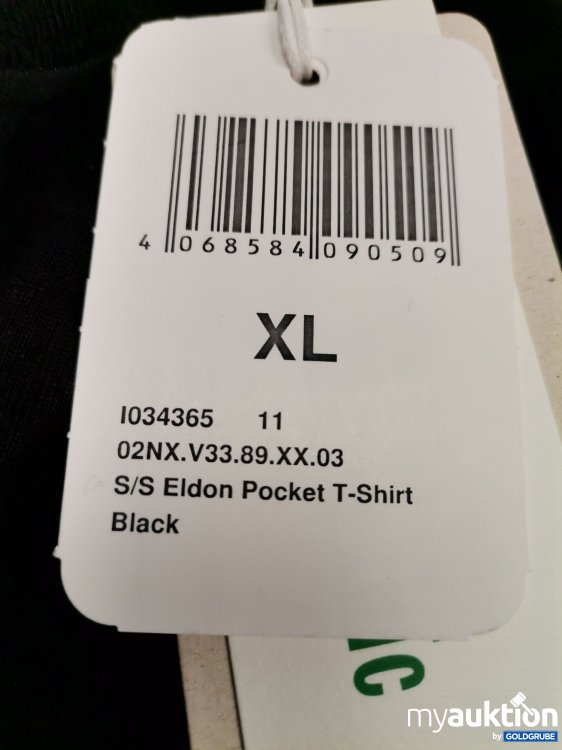 4 068584 090509
XL
I034365 11
02NX.V33.89.XX.03
S/S Eldon Pocket T-Shirt
Black
myauktion
by GOLDGRUBE